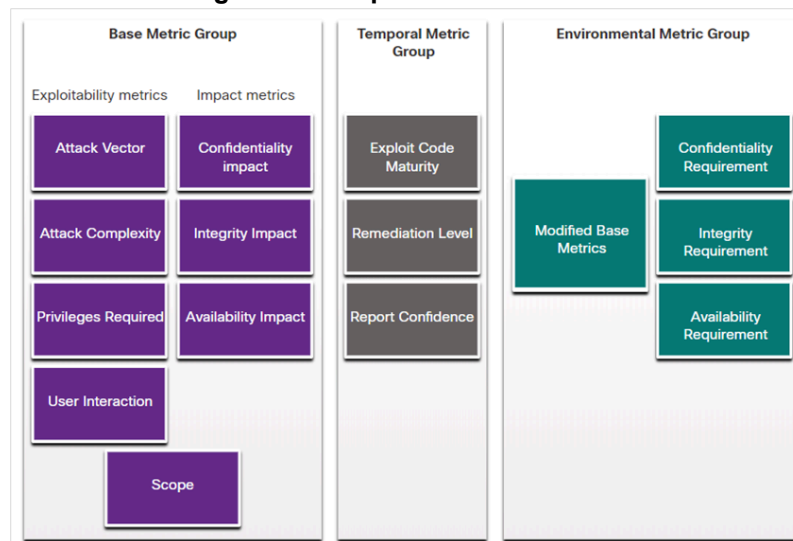 Base Metric Group
Exploitability metrics
Impact metrics
Attack Vector
Confidentiality
impact
Attack Complexity
Integrity Impact
Privileges Required
Availability Impact
User Interaction
Scope
Temporal Metric
Group
Exploit Code
Maturity
Remediation Level
Report Confidence
Environmental Metric Group
Modified Base
Metrics
Confidentiality
Requirement
Integrity
Requirement
Availability
Requirement